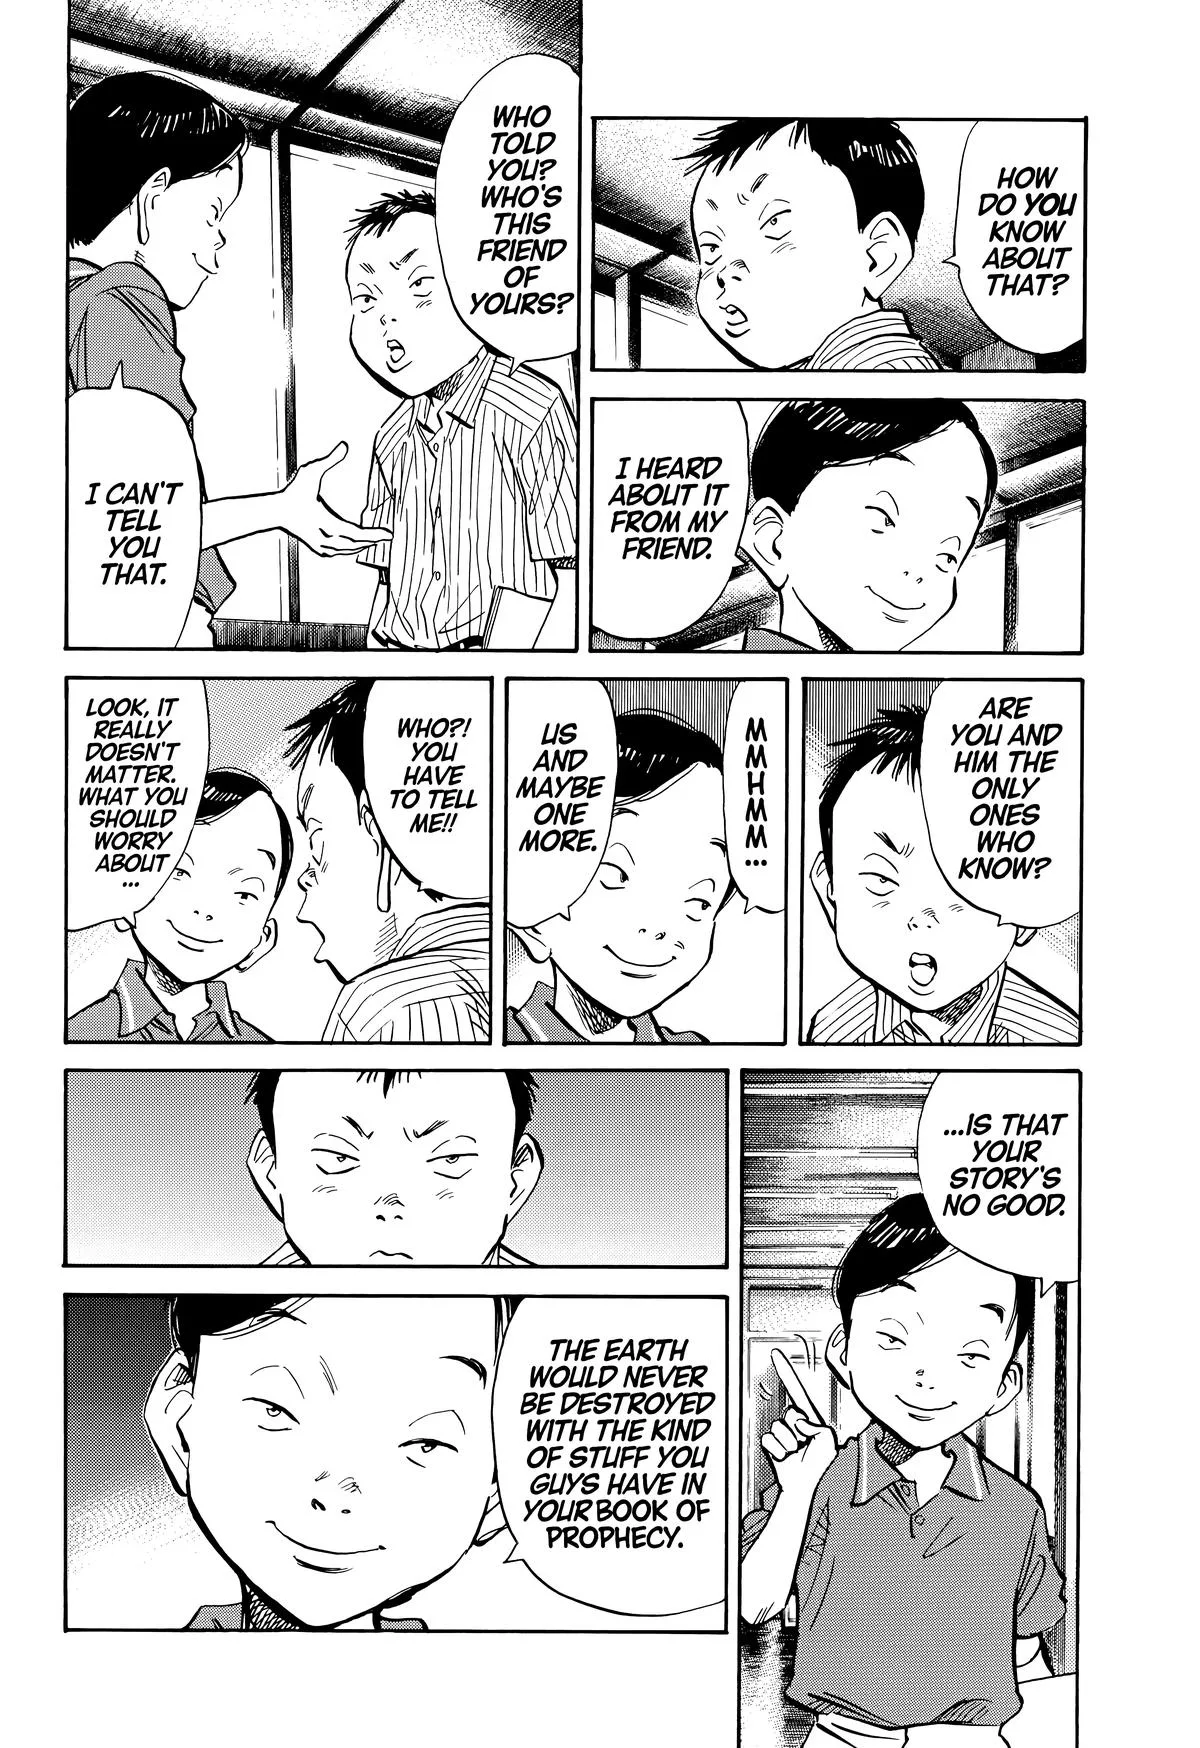 HOW
DO YOU
KNOW
ABOUT
THAT?
I HEARD
ABOUT IT
FROM MY
FRIEND.
WHO
TOLD
YOU?
WHO'S
THIS
FRIEND
OF
YOURS?
I CAN'T
TELL
YOU
THAT.
ARE
YOU AND
HIM THE
ONLY
ONES
WHO
KNOW?
MMHMM...
US
AND
MAYBE
ONE
MORE.
WHO?!
YOU
HAVE
TO TELL
ME!!
LOOK, IT
REALLY
DOESN'T
MATTER.
WHAT YOU
SHOULD
WORRY
ABOUT
...
...IS THAT
YOUR
STORY'S
NO GOOD.
THE EARTH
WOULD NEVER
BE DESTROYED
WITH THE KIND
OF STUFF YOU
GUYS HAVE IN
YOUR BOOK OF
PROPHECY.